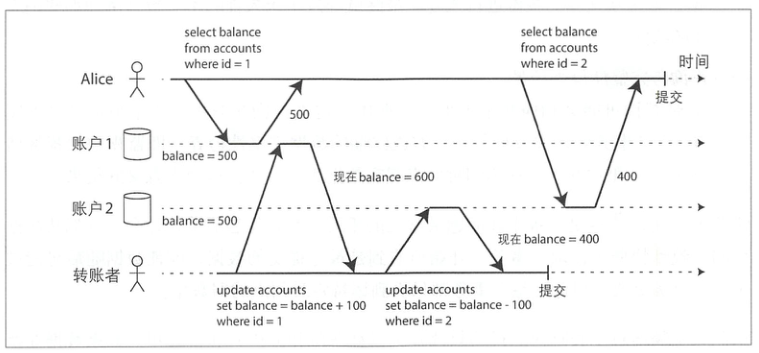 select balance
from accounts
where id = 1
select balance
from accounts
where id = 2
时间
Alice
提交
500
账户1
balance = 500
现在 balance = 600
400
账户2
balance = 500
现在 balance = 400
转账者
update accounts
set balance = balance + 100
where id = 1
update accounts
set balance = balance - 100
where id = 2
提交